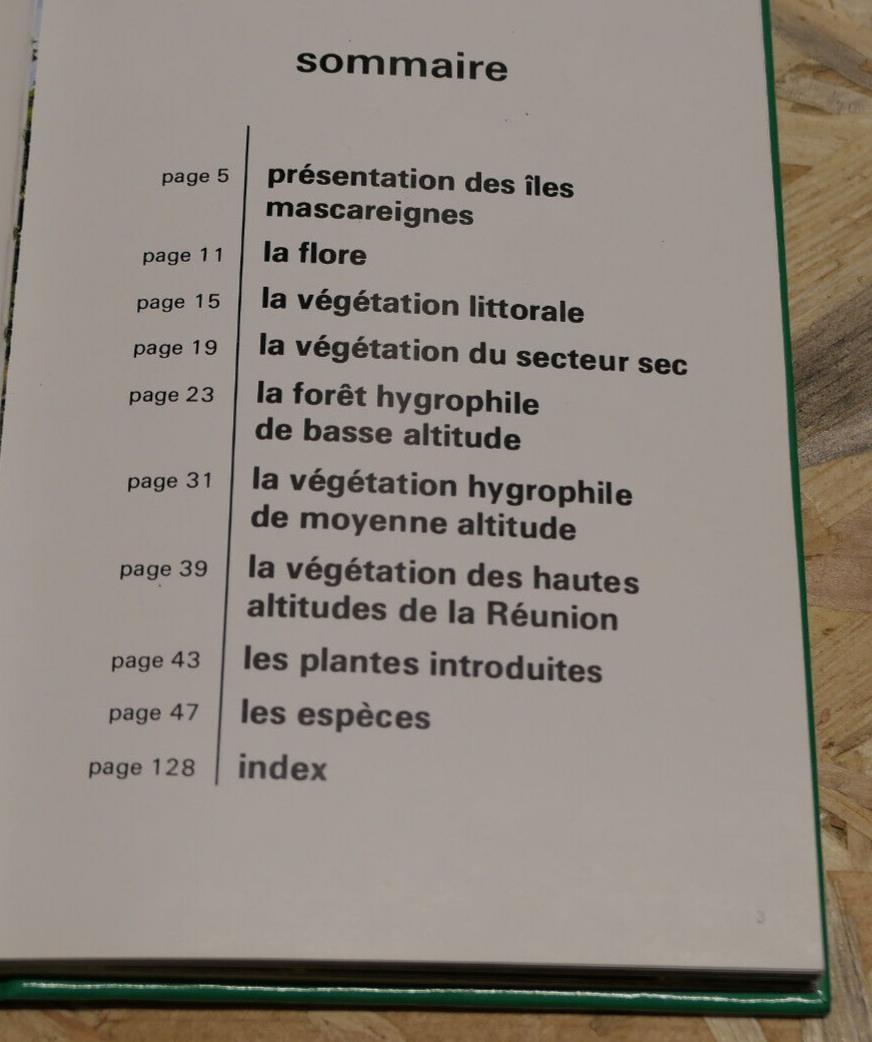 sommaire
page 5 présentation des îles
mascareignes
page 11 la flore
page 15 la végétation littorale
page 19 la végétation du secteur sec
page 23 la forêt hygrophile
de basse altitude
page 31 la végétation hygrophile
de moyenne altitude
page 39 la végétation des hautes
altitudes de la Réunion
page 43 les plantes introduites
page 47 les espèces
page 128 index
3